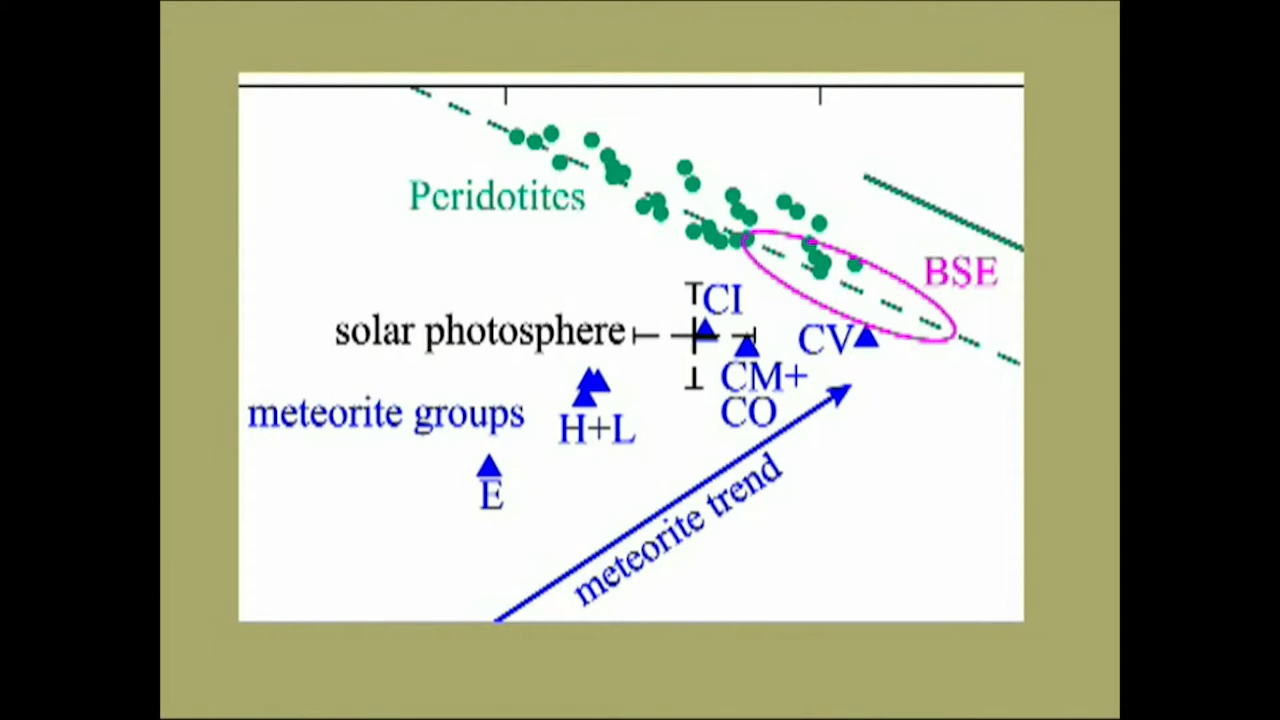 Peridotites
BSE
CI
solar photosphere
CV
CM+
CO
meteorite groups
H+L
E
meteorite trend